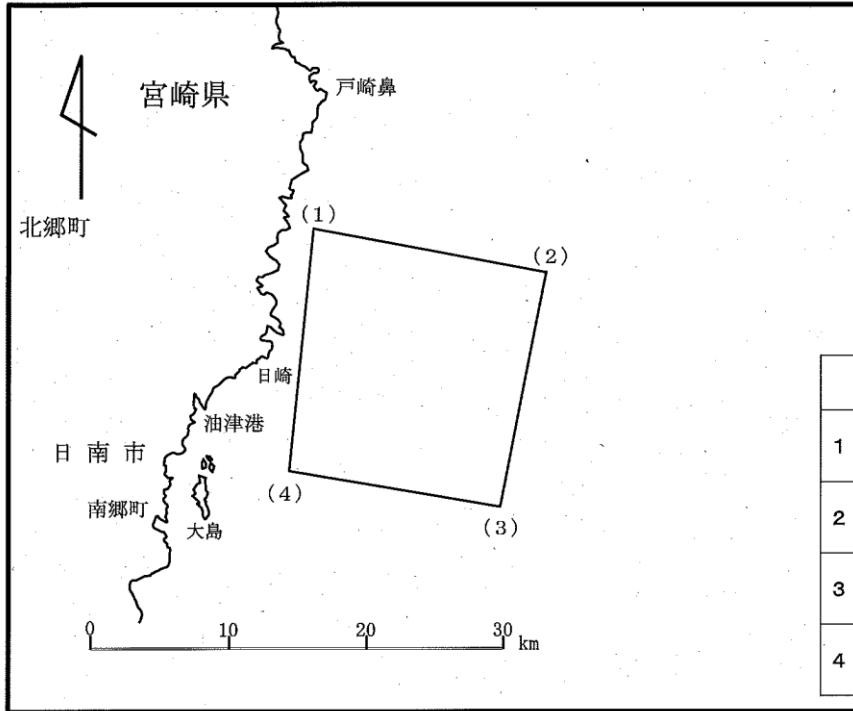 戸崎鼻
宮崎県
北郷町
(1)
(2)
日崎
油津港
日南市
南郷町
大島
(4)
(3)
1
2
3
4
0 10 20 30 km